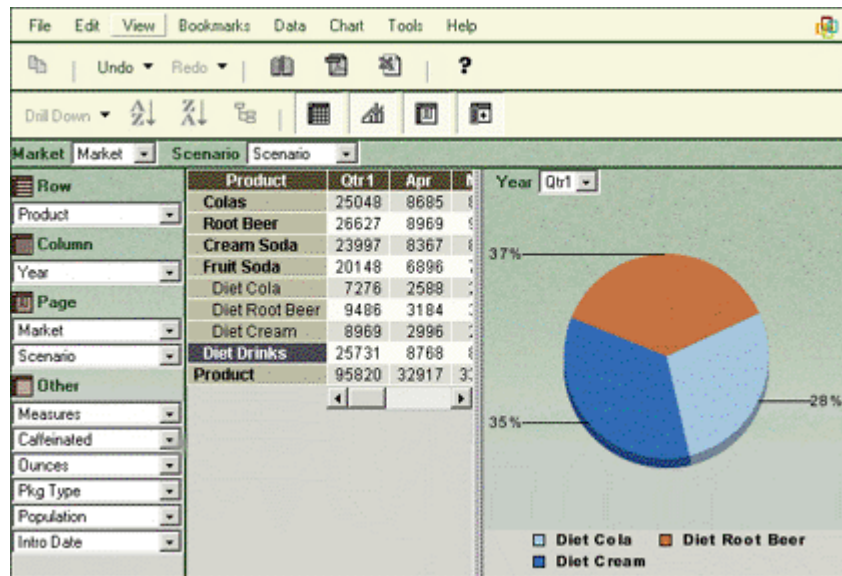 File Edit View Bookmarks Data Chart Tools Help
Undo Redo ?
Drill Down
Market Market Scenario Scenario
Row
Product
Column
Year
Page
Market
Scenario
Other
Measures
Caffeinated
Ounces
Pkg Type
Population
Intro Date
Product Qtr1 Apr
Colas 25048 8685
Root Beer 26627 8969
Cream Soda 23997 8367
Fruit Soda 20148 6896
Diet Cola 7276 2588
Diet Root Beer 9486 3184
Diet Cream 8969 2996
Diet Drinks 25731 8768
Product 95820 32917
Year Qtr1
37%
28%
35%
Diet Cola Diet Root Beer
Diet Cream